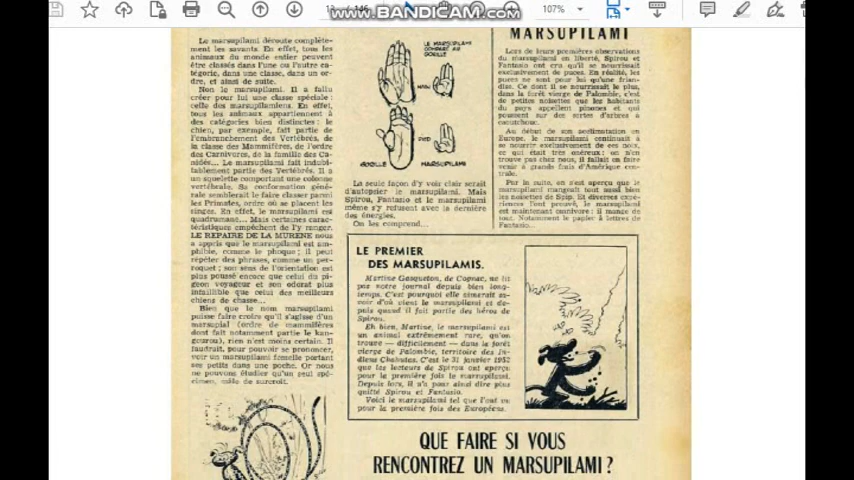 107%
www.BANDICAM.com
Le marsupilami déroute complète-
ment les savants. En effet, tous les
animaux du monde entier peuvent
être classés dans l'une ou l'autre ca-
tégorie, dans une classe, dans un or-
dre, et ainsi de suite.
Non le marsupilami. Il a fallu
créer pour lui une classe spéciale :
celle des marsupilamiens. En effet,
tous les animaux appartiennent à
des catégories bien distinctes : le
chien, par exemple, fait partie de
l'embranchement des Vertébrés, de
la classe des Mammifères, de l'ordre
des Carnivores, de la famille des Ca-
nidés... Le marsupilami fait indubi-
tablement partie des Vertébrés. Il a
un squelette comportant une colonne
vertébrale. Sa conformation géné-
rale semblerait le faire classer parmi
les Primates, ordre où se placent les
singes. En effet, le marsupilami est
quadrumane... Mais certaines carac-
téristiques empêchent de l'y ranger.
LE REPAIRE DE LA MURENE nous
a appris que le marsupilami est am-
phibie, comme le phoque ; il peut
répéter des phrases, comme un per-
roquet ; son sens de l'orientation est
plus poussé encore que celui du pi-
geon voyageur et son odorat plus
infaillible que celui des meilleurs
chiens de chasse...
Bien que le nom marsupilami
puisse faire croire qu'il s'agisse d'un
marsupial (ordre de mammifères
dont fait notamment partie le kan-
gourou), rien n'est moins certain. Il
faudrait, pour pouvoir se prononcer,
voir un marsupilami femelle portant
ses petits dans une poche. Or nous
ne pouvons étudier qu'un seul spé-
cimen, mâle de surcroît.
LE MARSUPILAMI
COMPARÉ AU
GORILLE
MAIN
PIED
GORILLE MARSUPILAMI
La seule façon d'y voir clair serait
d'autopsier le marsupilami. Mais
Spirou, Fantasio et le marsupilami
même s'y refusent avec la dernière
des énergies.
On les comprend...
MARSUPILAMI
Lors de leurs premières observations
du marsupilami en liberté, Spirou et
Fantasio ont cru qu'il se nourrissait
exclusivement de puces. En réalité, les
puces ne sont pour lui qu'une frian-
dise. Ce dont il se nourrissait le plus,
dans la forêt vierge de Palombie, c'est
de petites noisettes que les habitants
du pays appellent pinones et qui
poussent sur des sortes d'arbres à
caoutchouc.
Au début de son acclimatation en
Europe, le marsupilami continuait à
se nourrir exclusivement de ces noix,
ce qui était très onéreux ; on n'en
trouve pas chez nous, il fallait en faire
venir à grands frais d'Amérique cen-
trale.
Par la suite, on s'est aperçu que le
marsupilami mangeait tout aussi bien
les noisettes de Spip. Et diverses expé-
riences l'ont prouvé, le marsupilami
est maintenant omnivore : il mange de
tout. Notamment le papier à lettres de
Fantasio...
LE PREMIER
DES MARSUPILAMIS.
Martine Gasqueton, de Cognac, ne lit
pas notre journal depuis bien long-
temps. C'est pourquoi elle aimerait sa-
voir d'où vient le marsupilami et de-
puis quand il fait partie des héros de
Spirou.
Eh bien, Martine, le marsupilami est
un animal extrêmement rare, qu'on
trouve — difficilement — dans la forêt
vierge de Palombie, territoire des In-
diens Chahutas. C'est le 31 janvier 1952
que les lecteurs de Spirou ont aperçu
pour la première fois le marsupilami.
Depuis lors, il n'a pour ainsi dire plus
quitté Spirou et Fantasio.
Voici le marsupilami tel que l'ont vu
pour la première fois des Européens.
QUE FAIRE SI VOUS
RENCONTREZ UN MARSUPILAMI ?